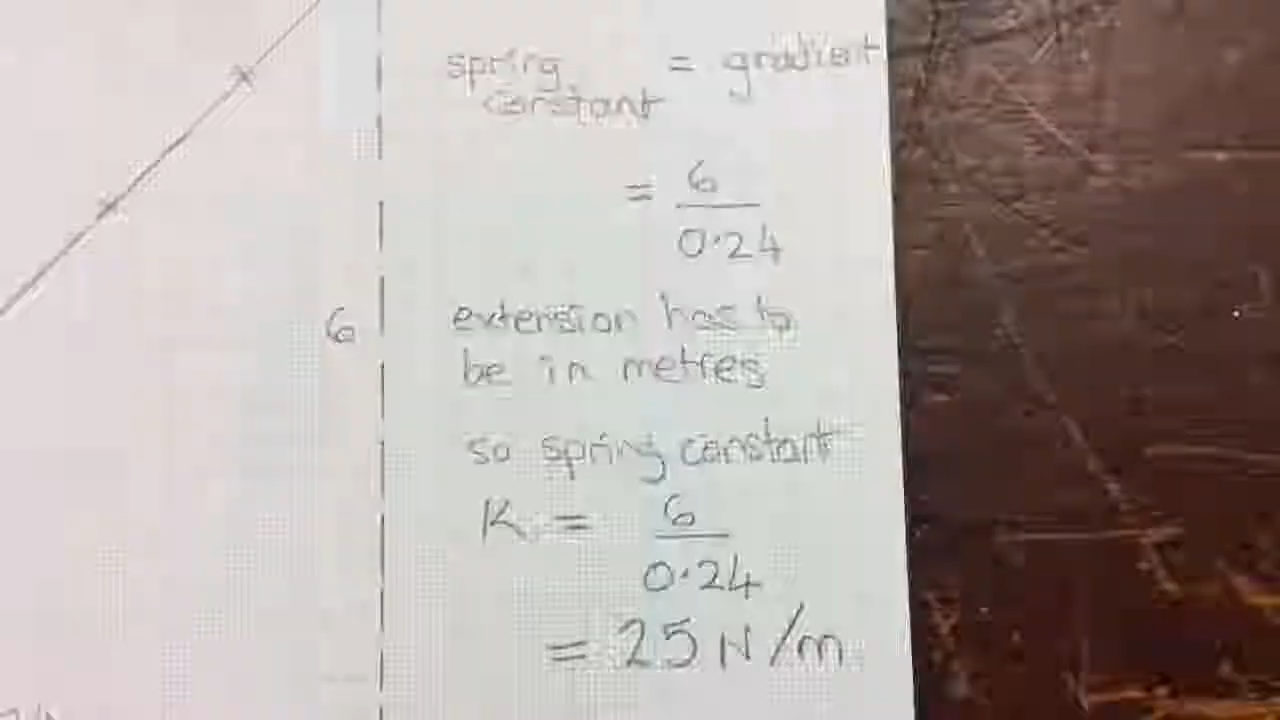 spring = gradient
constant
= 6
0.24
6
extension has to
be in metres
so spring constant
K = 6
0.24
= 25 N/m